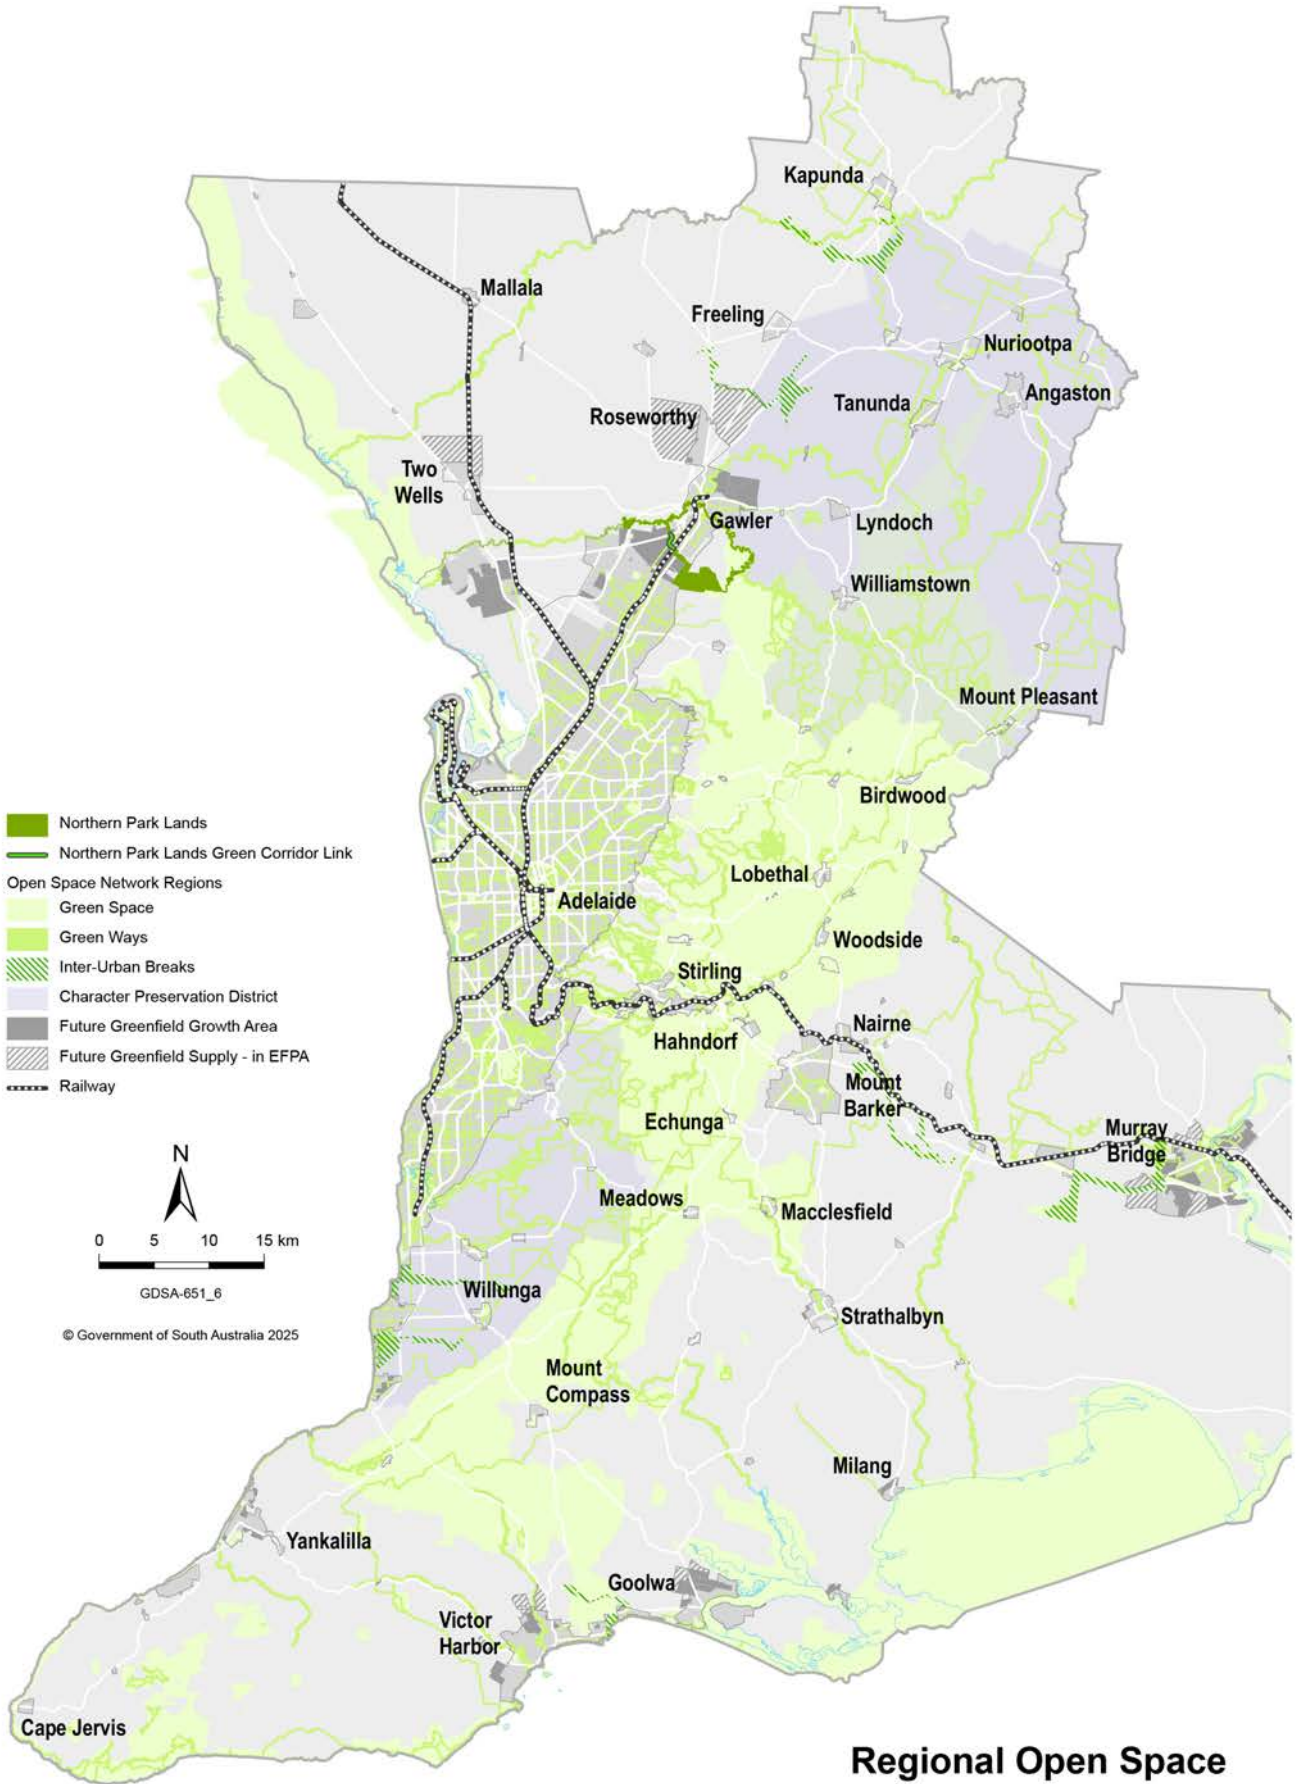 Kapunda
Mallala
Freeling
Nuriootpa
Angaston
Tanunda
Roseworthy
Two
Wells
Gawler
Lyndoch
Williamstown
Mount Pleasant
Birdwood
Northern Park Lands
Northern Park Lands Green Corridor Link
Open Space Network Regions
Green Space
Green Ways
Inter-Urban Breaks
Character Preservation District
Future Greenfield Growth Area
Future Greenfield Supply - in EFPA
Railway
Lobethal
Adelaide
Woodside
Stirling
Hahndorf
Nairne
Mount
Barker
Echunga
Murray
Bridge
Meadows
Macclesfield
N
0 5 10 15 km
GDSA-651_6
© Government of South Australia 2025
Willunga
Strathalbyn
Mount
Compass
Milang
Yankalilla
Goolwa
Victor
Harbor
Cape Jervis
Regional Open Space